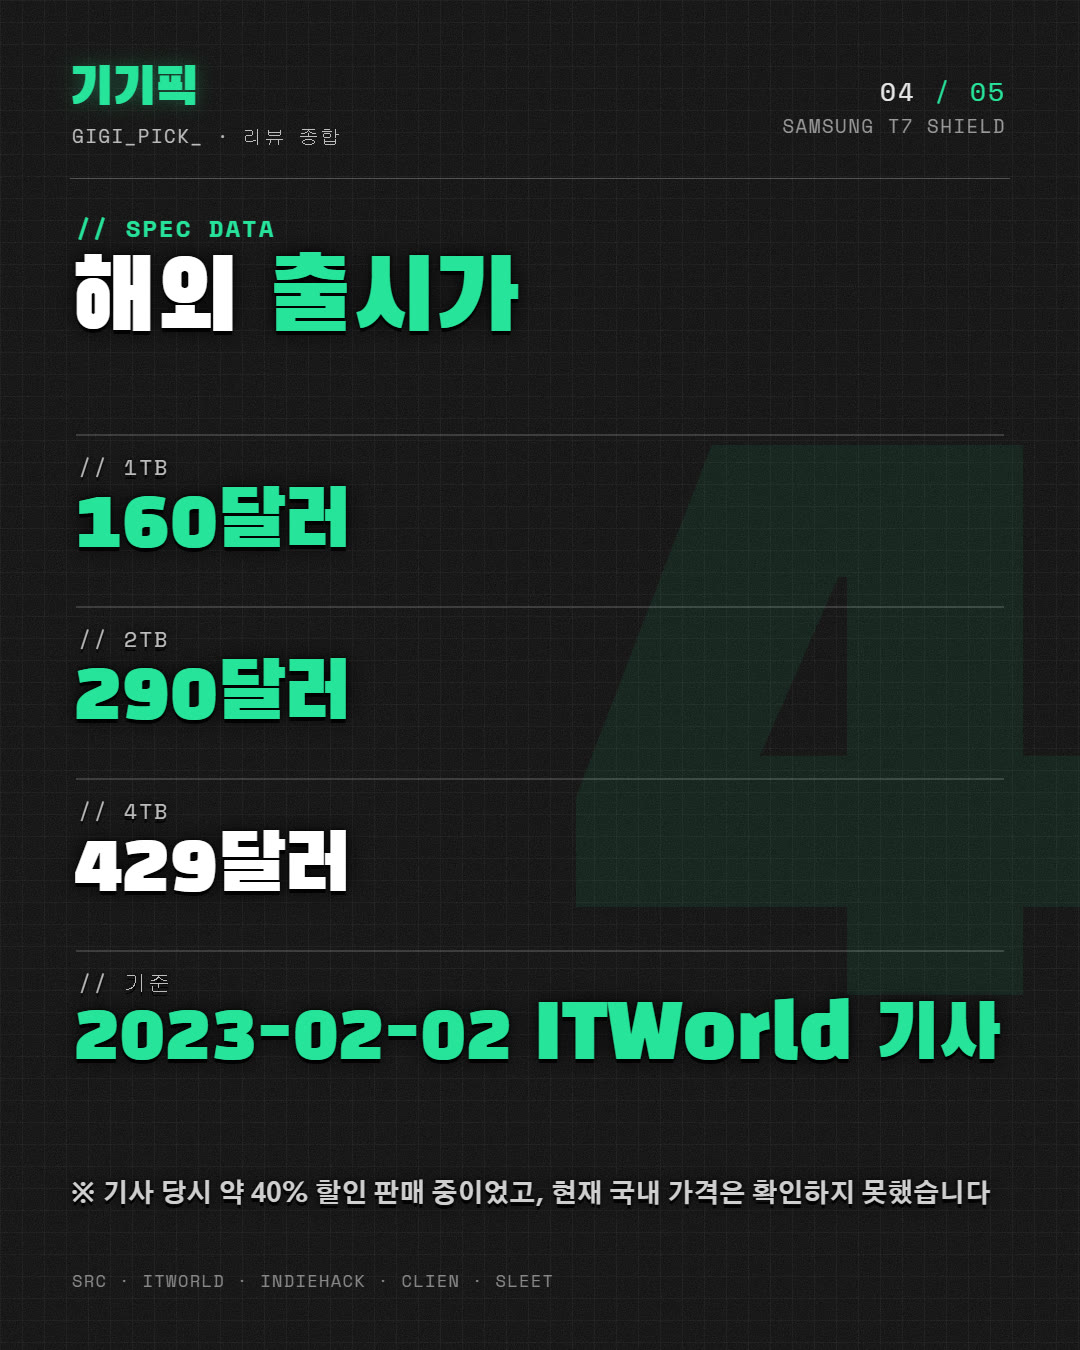 기기픽
04 / 05
GIGI_PICK_ · 리뷰 종합
SAMSUNG T7 SHIELD
// SPEC DATA
해외 출시가
// 1TB
160달러
// 2TB
290달러
// 4TB
429달러
// 기준
2023-02-02 ITWorld 기사
※ 기사 당시 약 40% 할인 판매 중이었고, 현재 국내 가격은 확인하지 못했습니다
SRC · ITWORLD · INDIEHACK · CLIEN · SLEET
4